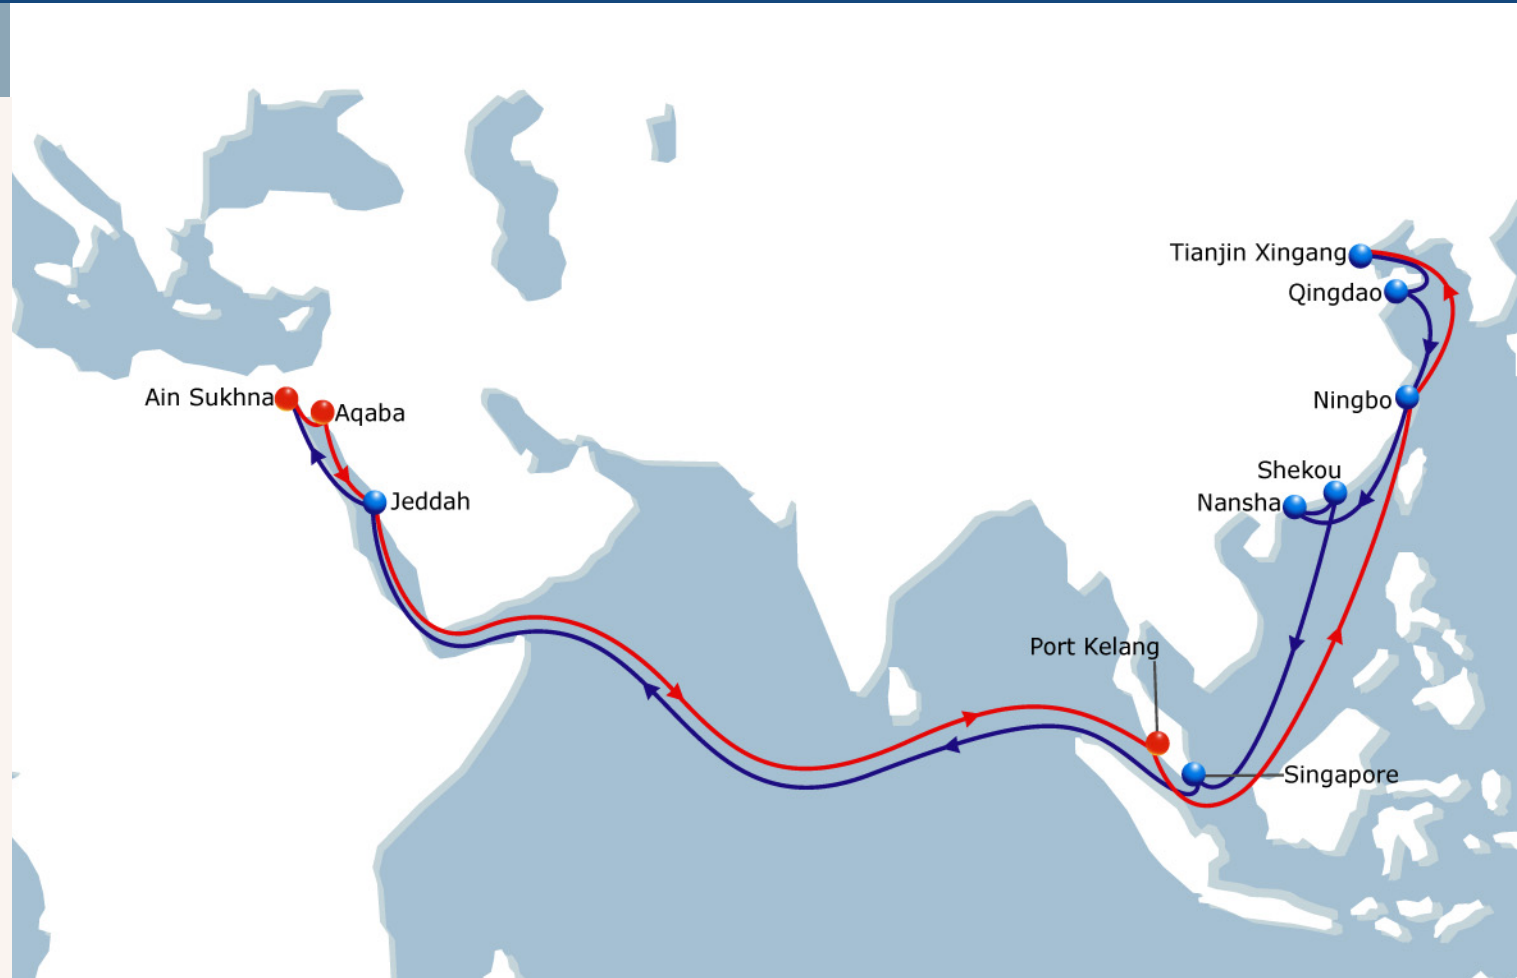 Tianjin Xingang
Qingdao
Ain Sukhna
Aqaba
Ningbo
Shekou
Jeddah
Nansha
Port Kelang
Singapore